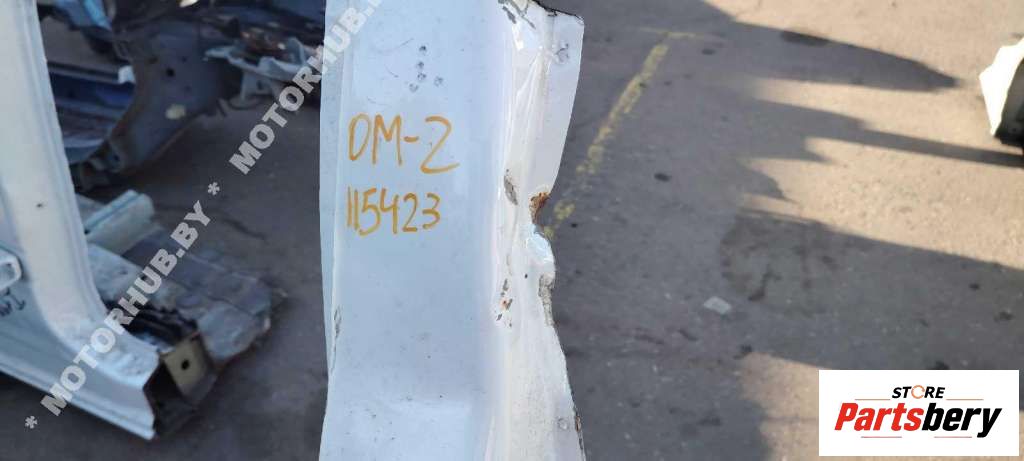 * MOTORHUB.BY * MOTORHUB.BY
DM-2
115423
STORE
Partsbery